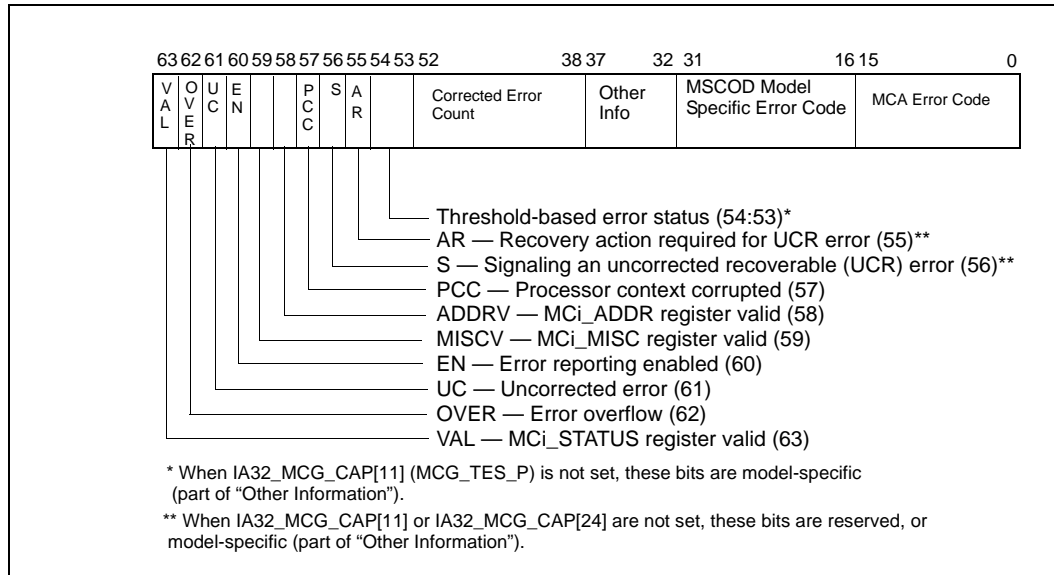 63 62 61 60 59 58 57 56 55 54 53 52 38 37 32 31 16 15 0
VAL
OVER
UC
EN
PCC
S
AR
Corrected Error
Count
Other
Info
MSCOD Model
Specific Error Code
MCA Error Code
Threshold-based error status (54:53)*
AR — Recovery action required for UCR error (55)**
S — Signaling an uncorrected recoverable (UCR) error (56)**
PCC — Processor context corrupted (57)
ADDRV — MCi_ADDR register valid (58)
MISCV — MCi_MISC register valid (59)
EN — Error reporting enabled (60)
UC — Uncorrected error (61)
OVER — Error overflow (62)
VAL — MCi_STATUS register valid (63)
* When IA32_MCG_CAP[11] (MCG_TES_P) is not set, these bits are model-specific
(part of “Other Information”).
** When IA32_MCG_CAP[11] or IA32_MCG_CAP[24] are not set, these bits are reserved, or
model-specific (part of “Other Information”).